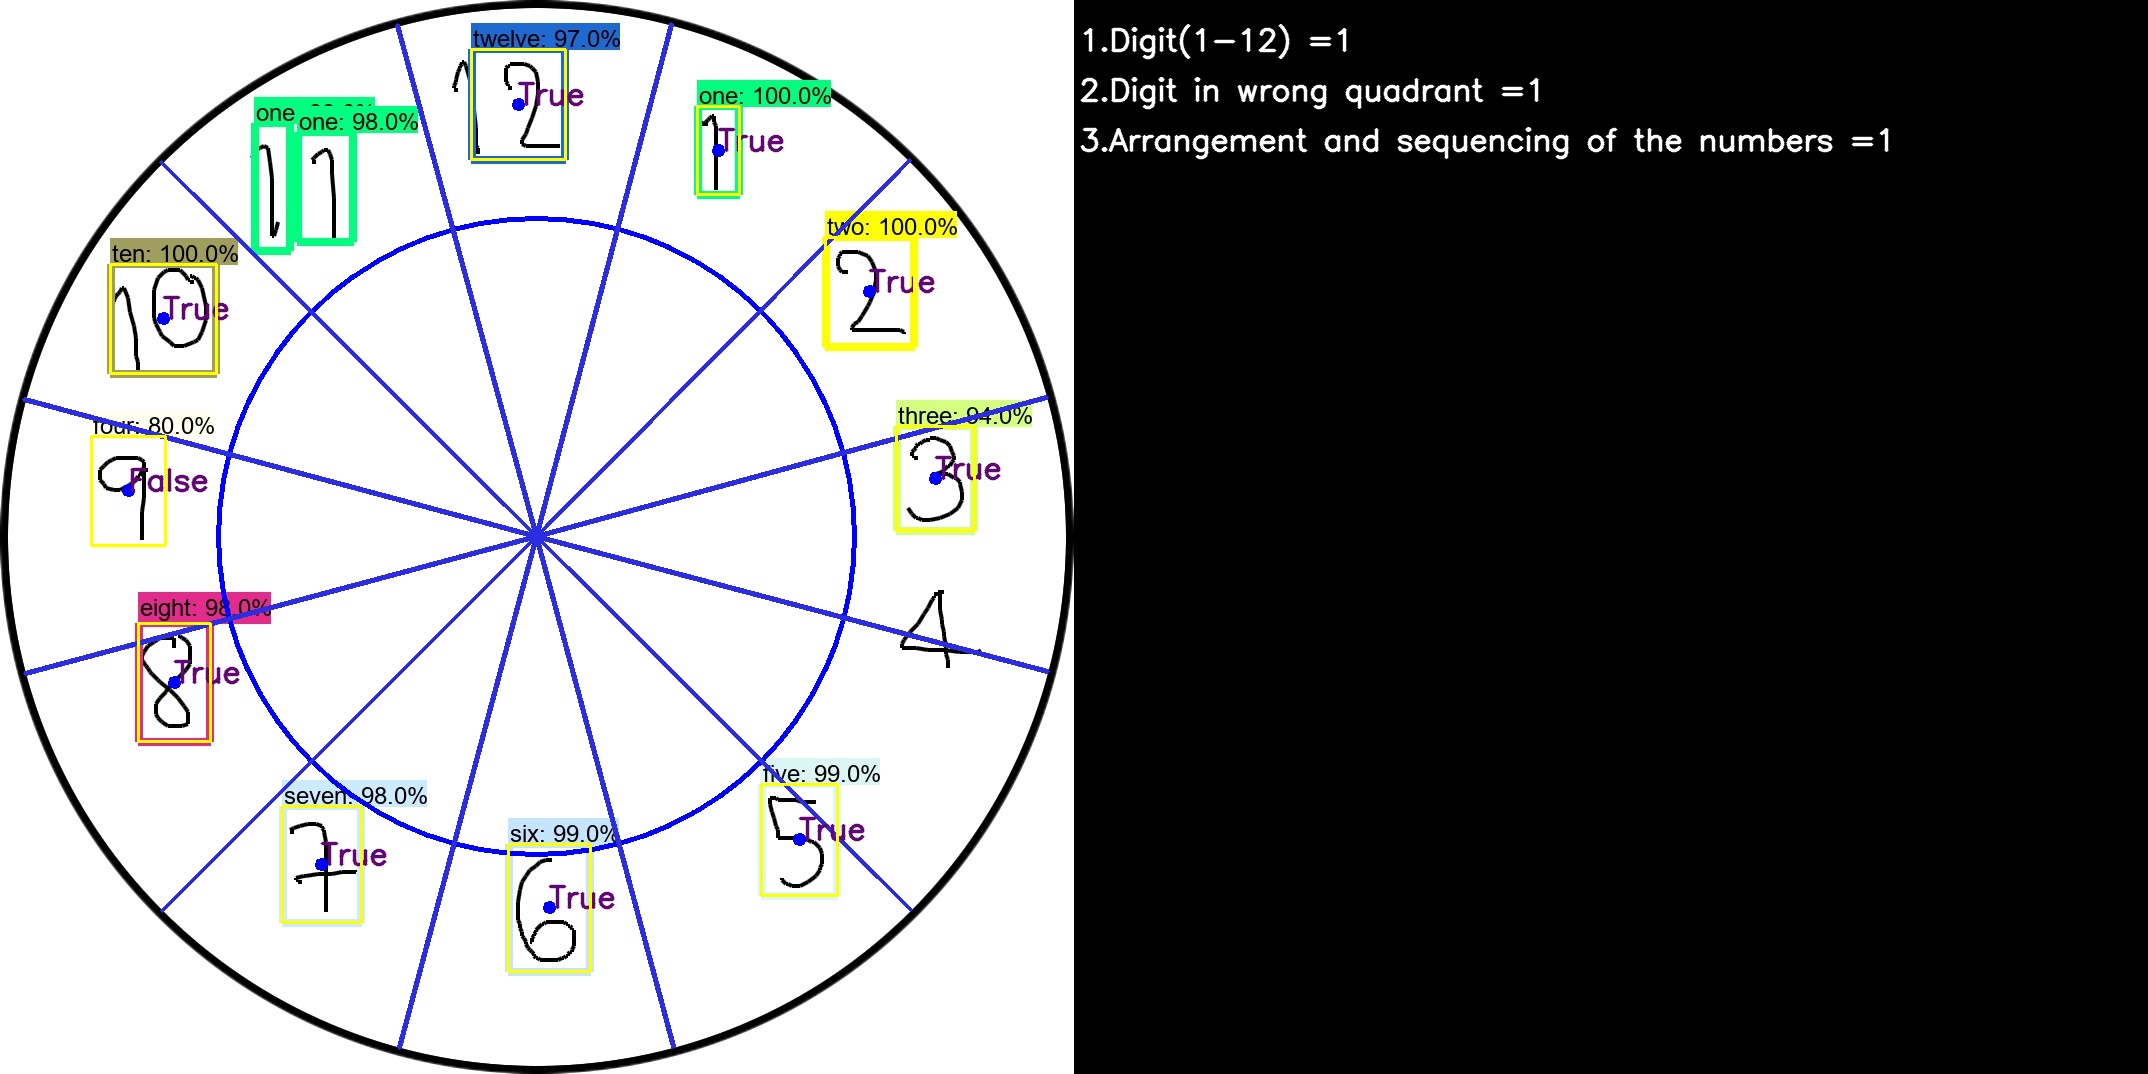 twelve: 97.0%
12
True
one: 100.0%
1
True
one
one: 98.0%
11
two: 100.0%
2
True
ten: 100.0%
10
True
three: 94.0%
3
True
four: 80.0%
9
False
4
eight: 98.0%
8
True
five: 99.0%
5
True
seven: 98.0%
7
True
six: 99.0%
6
True
1.Digit(1-12) =1
2.Digit in wrong quadrant =1
3.Arrangement and sequencing of the numbers =1